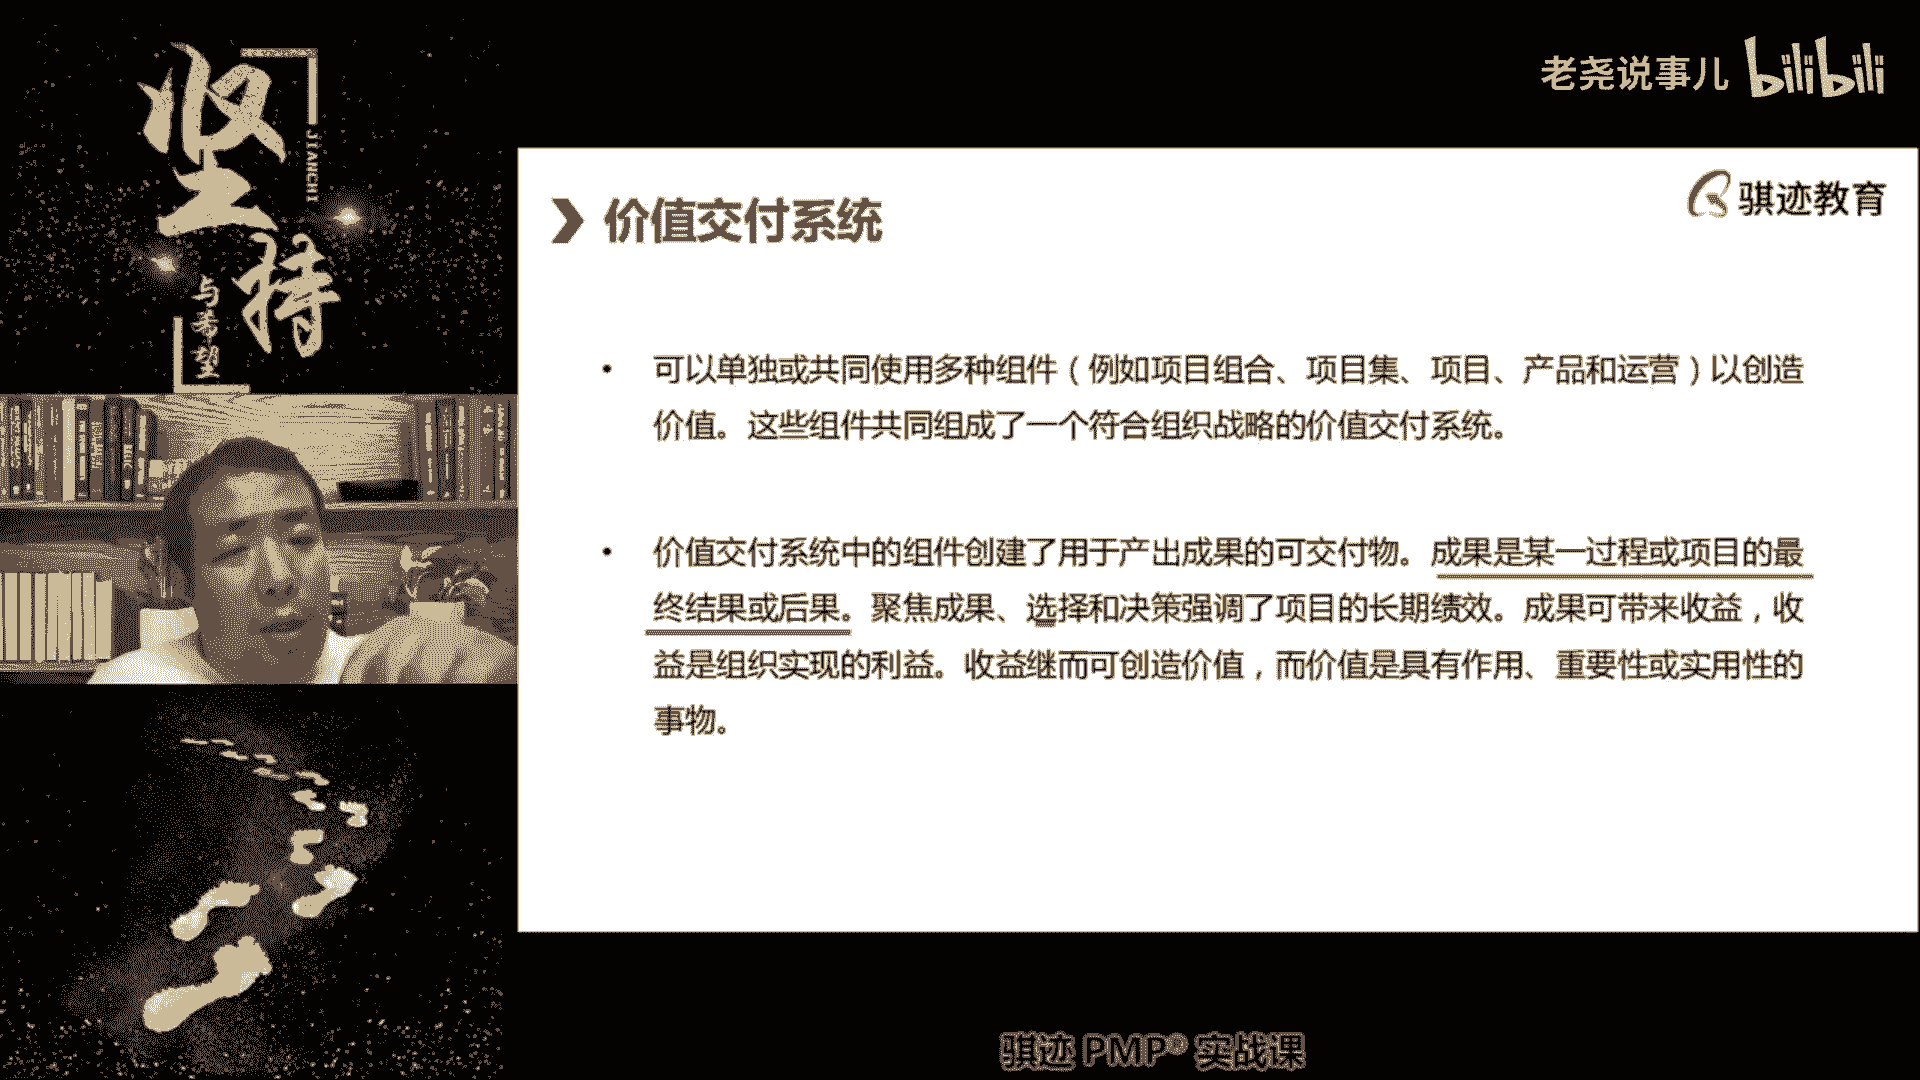 坚持
JIANCHI
与希望
老尧说事儿 bilibili
骐迹教育
价值交付系统
• 可以单独或共同使用多种组件（例如项目组合、项目集、项目、产品和运营）以创造
价值。这些组件共同组成了一个符合组织战略的价值交付系统。
• 价值交付系统中的组件创建了用于产出成果的可交付物。成果是某一过程或项目的最
终结果或后果。聚焦成果、选择和决策强调了项目的长期绩效。成果可带来收益，收
益是组织实现的利益。收益继而可创造价值，而价值是具有作用、重要性或实用性的
事物。
骐迹 PMP® 实战课